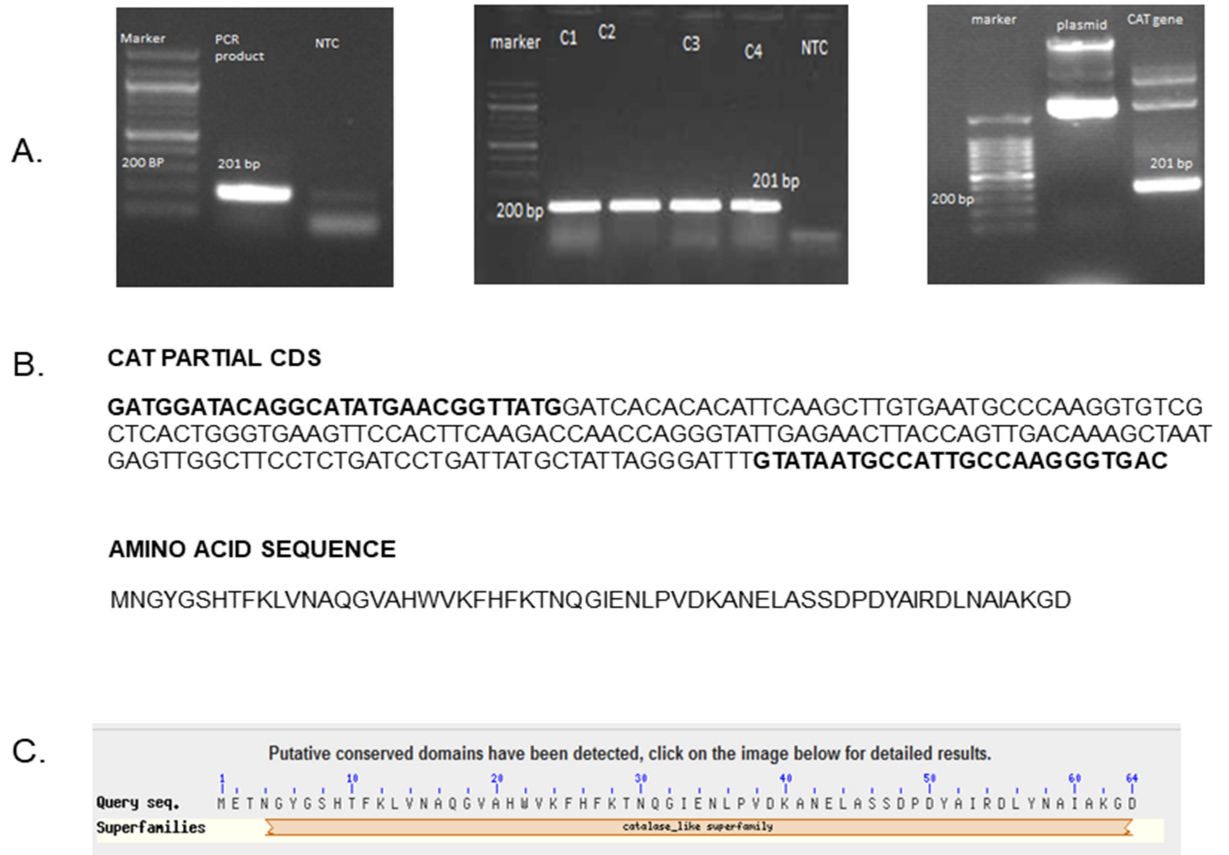 A.
Marker PCR product NTC
200 BP 201 bp
marker C1 C2 C3 C4 NTC
201 bp
200 bp
marker plasmid CAT gene
201 bp
200 bp
B.
CAT PARTIAL CDS
GATGGATACAGGCATATGAACGGTTATGGATCACACACATTCAAGCTTGTGAATGCCCAAGGTGTCG
CTCACTGGGTGAAGTTCCACTTCAAGACCAACCAGGGTATTGAGAACTTACCAGTTGACAAAGCTAAT
GAGTTGGCTTCCTCTGATCCTGATTATGCTATTAGGGATTTGTATAATGCCATTGCCAAGGGTGAC
AMINO ACID SEQUENCE
MNGYGSHTFKLVNAQGVAHWVKFHFKTNQGIENLPVDKANELASSDPDYAIRDLNAIAKGD
C.
Putative conserved domains have been detected, click on the image below for detailed results.
1 10 20 30 40 50 60 64
Query seq. M E T N G Y G S H T F K L V N A Q G V A H W V K F H F K T N Q G I E N L P V D K A N E L A S S D P D Y A I R D L Y N A I A K G D
Superfamilies catalase_like superfamily